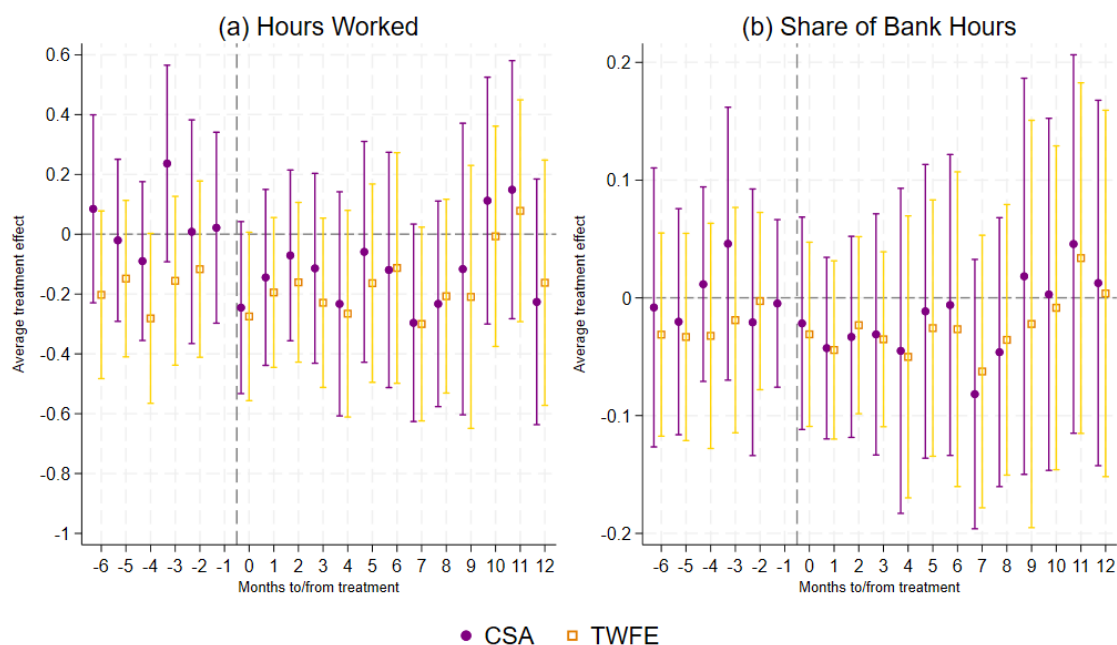 (a) Hours Worked
Average treatment effect
0.6
0.4
0.2
0
-0.2
-0.4
-0.6
-0.8
-1
-6 -5 -4 -3 -2 -1 0 1 2 3 4 5 6 7 8 9 10 11 12
Months to/from treatment
(b) Share of Bank Hours
Average treatment effect
0.2
0.1
0
-0.1
-0.2
-6 -5 -4 -3 -2 -1 0 1 2 3 4 5 6 7 8 9 10 11 12
Months to/from treatment
CSA TWFE